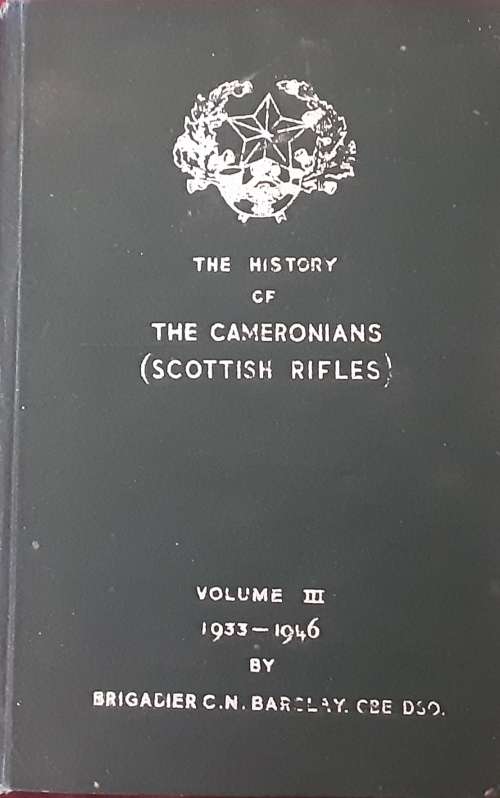 THE HISTORY
OF
THE CAMERONIANS
(SCOTTISH RIFLES)
VOLUME III
1933-1946
BY
BRIGADIER C.N. BARCLAY. CBE DSO.